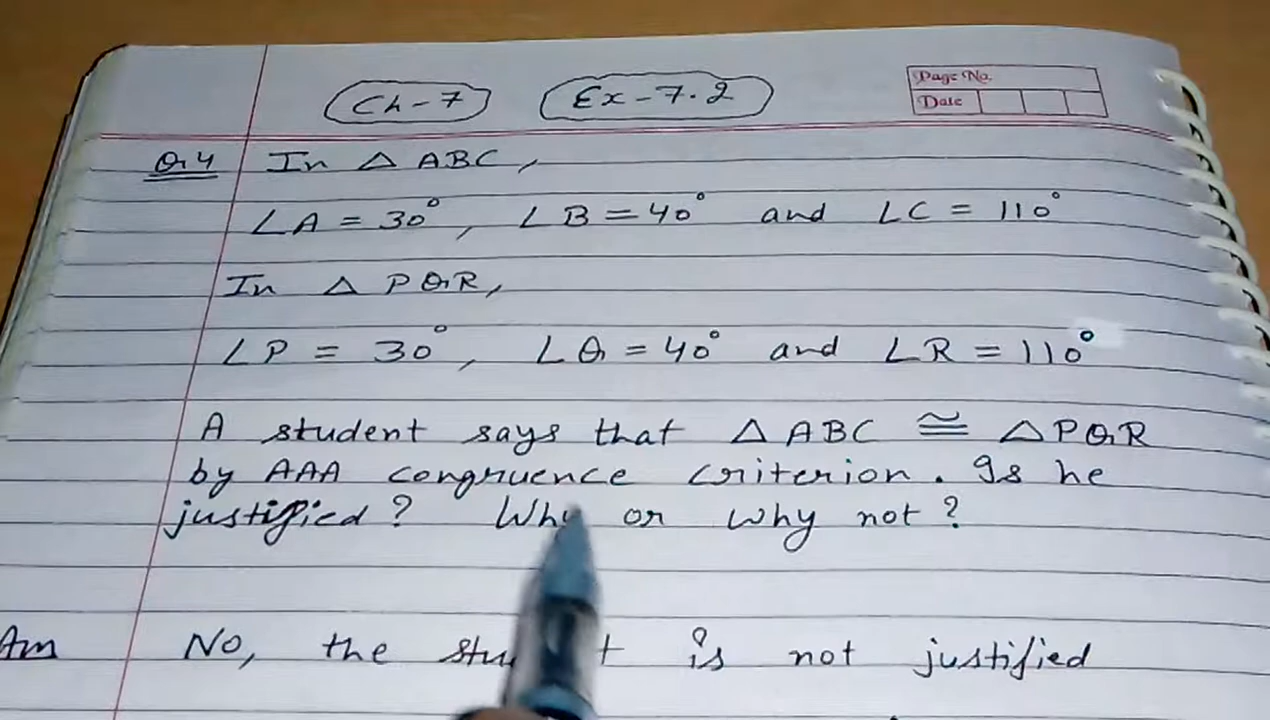 Ch-7 Ex-7.2
Page No.
Date
Q4 In △ ABC,
∠A = 30°, ∠B = 40° and ∠C = 110°
In △ PQR,
∠P = 30°, ∠Q = 40° and ∠R = 110°
A student says that △ABC ≅ △PQR
by AAA congruence criterion. Is he
justified? Why or why not?
Ans No, the is not justified